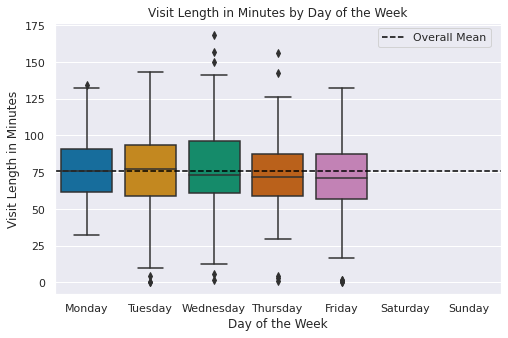 Visit Length in Minutes by Day of the Week
Overall Mean
Visit Length in Minutes
175
150
125
100
75
50
25
0
Monday Tuesday Wednesday Thursday Friday Saturday Sunday
Day of the Week